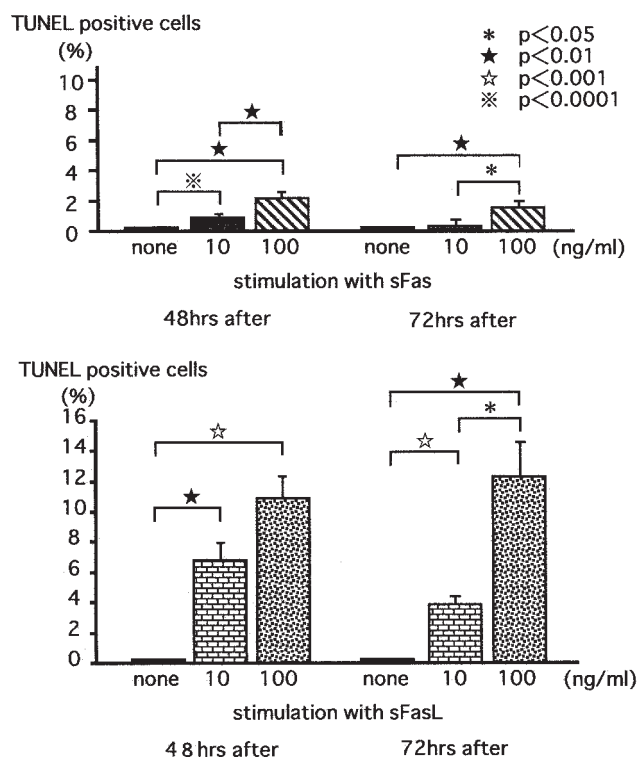 TUNEL positive cells
(%)
* p<0.05
★ p<0.01
☆ p<0.001
※ p<0.0001
10
8
6
4
2
0
★
★
※
★
*
none 10 100 none 10 100 (ng/ml)
stimulation with sFas
48hrs after 72hrs after
TUNEL positive cells
(%)
16
14
12
10
8
6
4
2
0
☆
★
★
*
☆
none 10 100 none 10 100 (ng/ml)
stimulation with sFasL
48hrs after 72hrs after